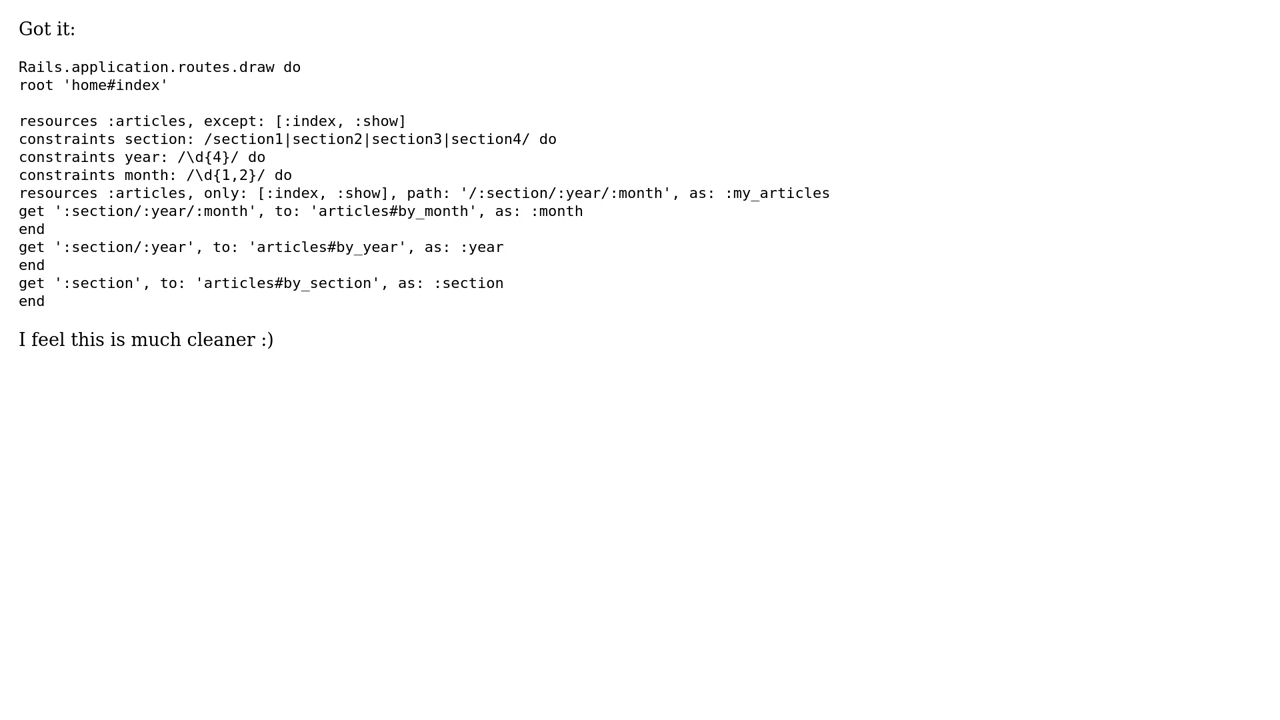 Got it:
Rails.application.routes.draw do
root 'home#index'
resources :articles, except: [:index, :show]
constraints section: /section1|section2|section3|section4/ do
constraints year: /\d{4}/ do
constraints month: /\d{1,2}/ do
resources :articles, only: [:index, :show], path: '/:section/:year/:month', as: :my_articles
get ':section/:year/:month', to: 'articles#by_month', as: :month
end
get ':section/:year', to: 'articles#by_year', as: :year
end
get ':section', to: 'articles#by_section', as: :section
end
I feel this is much cleaner :)